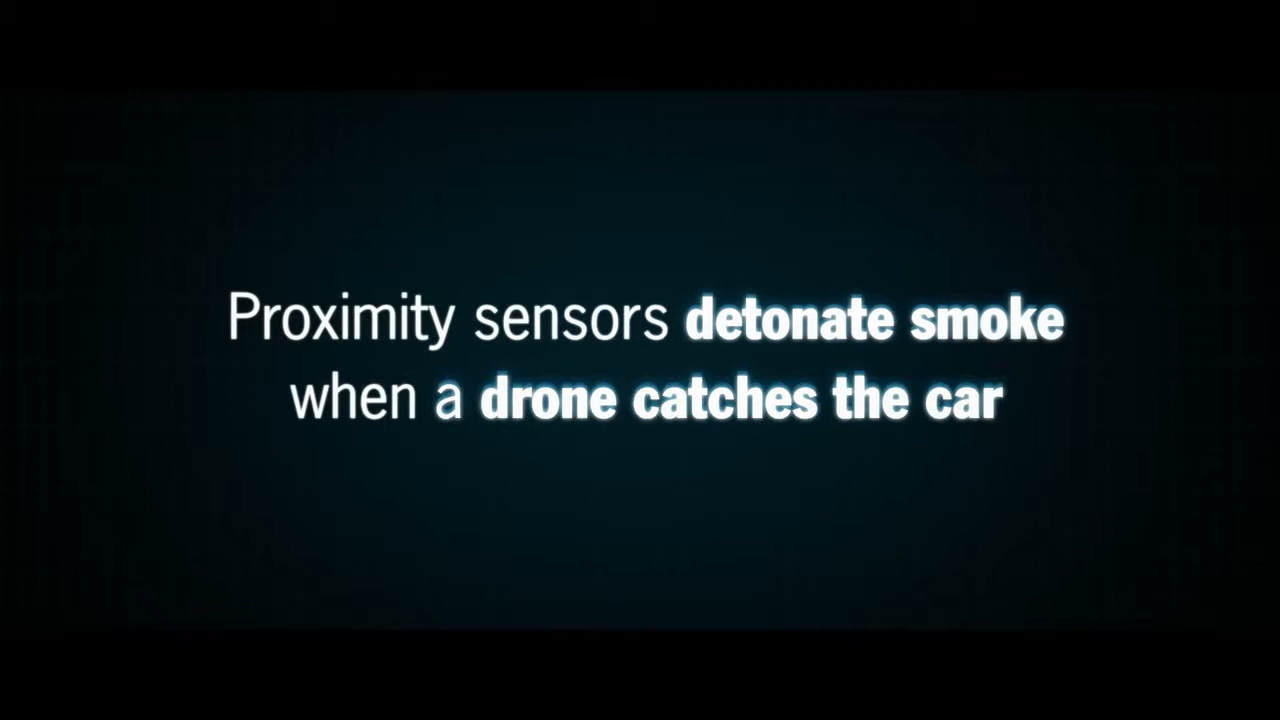 Proximity sensors detonate smoke
when a drone catches the car